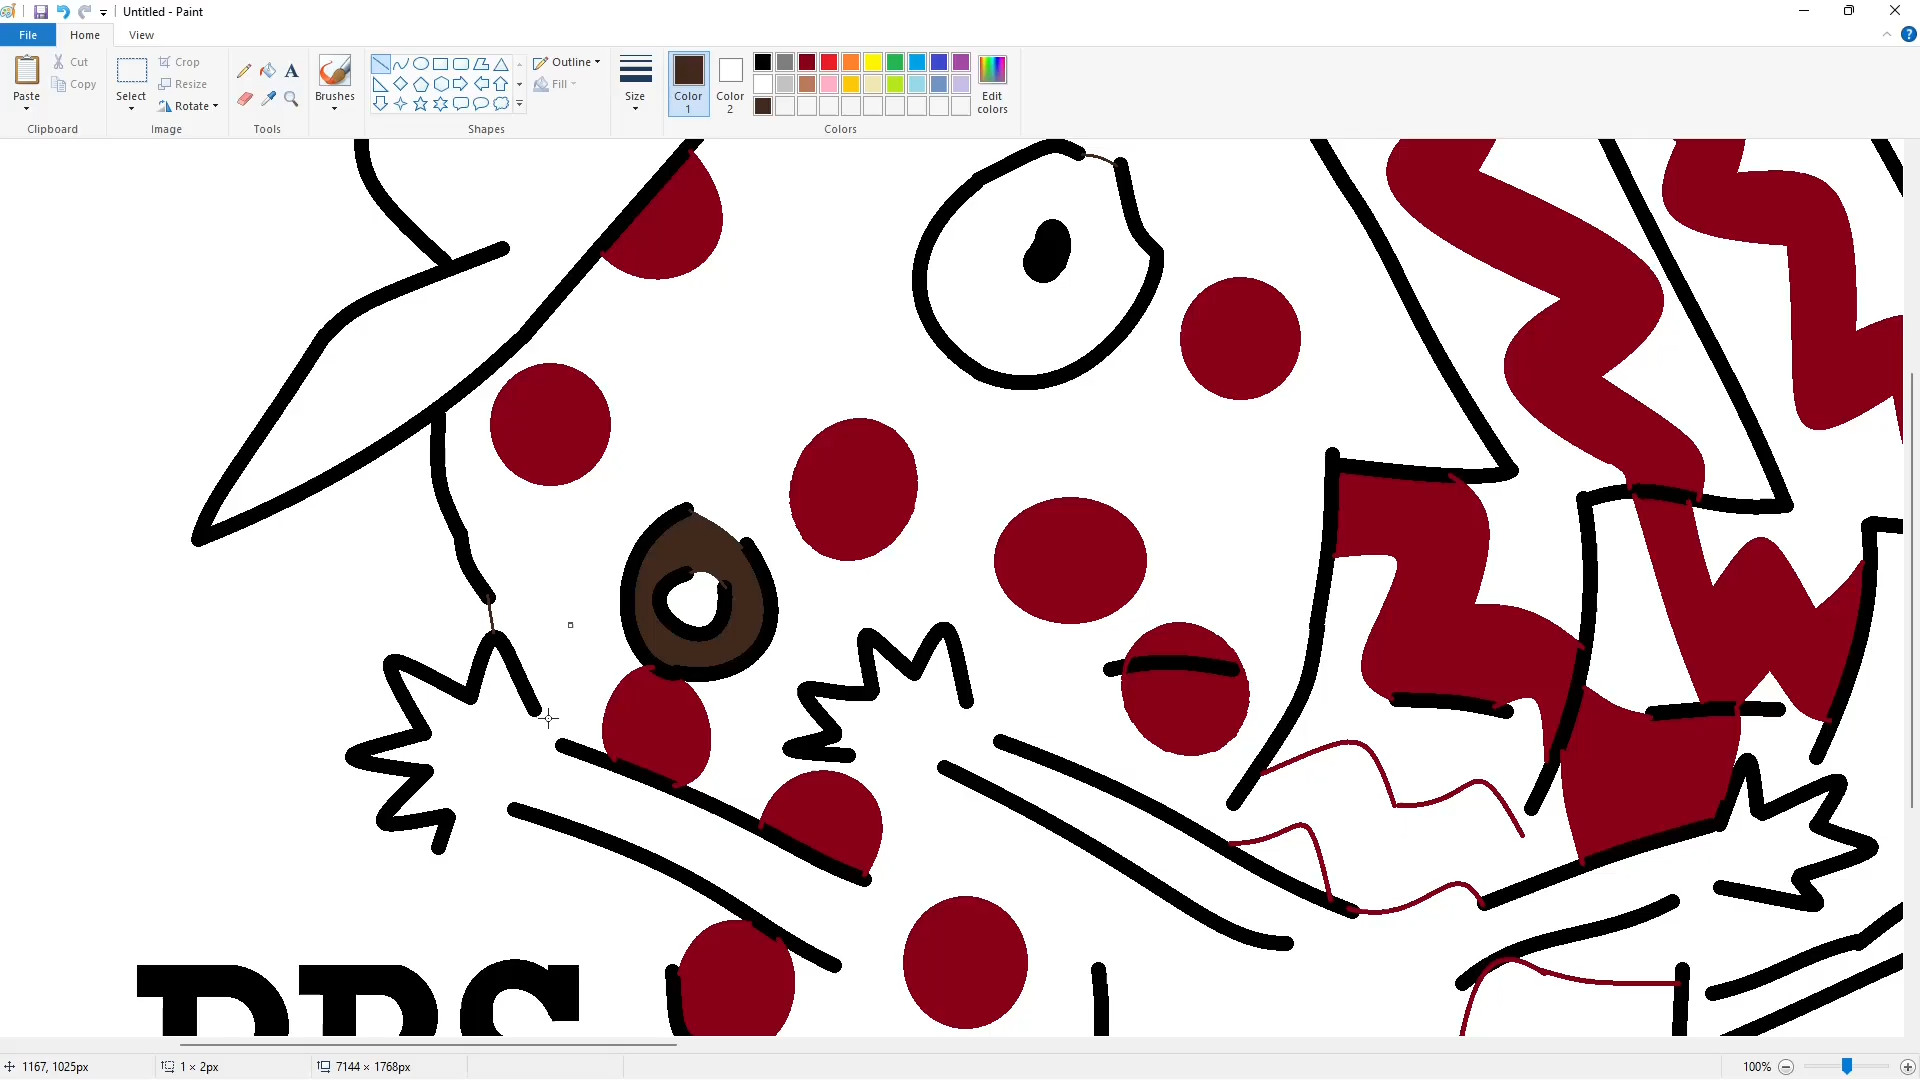 Untitled - Paint
File Home View
Paste Cut Copy Select Crop Resize Rotate Brushes Outline Fill Size Color 1 Color 2 Edit colors
Clipboard Image Tools Shapes Colors
1167, 1025px 1 × 2px 7144 × 1768px 100%